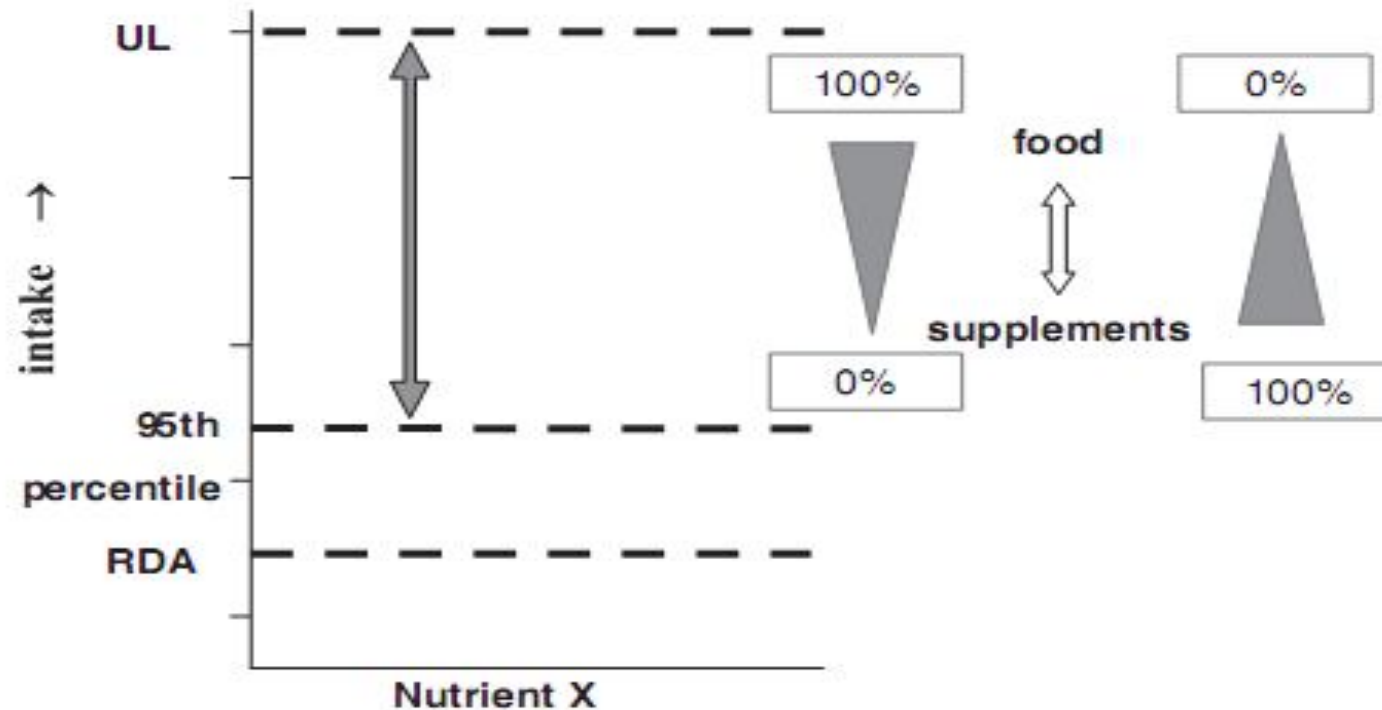 UL
100%
0%
food
intake →
supplements
0%
100%
95th
percentile
RDA
Nutrient X